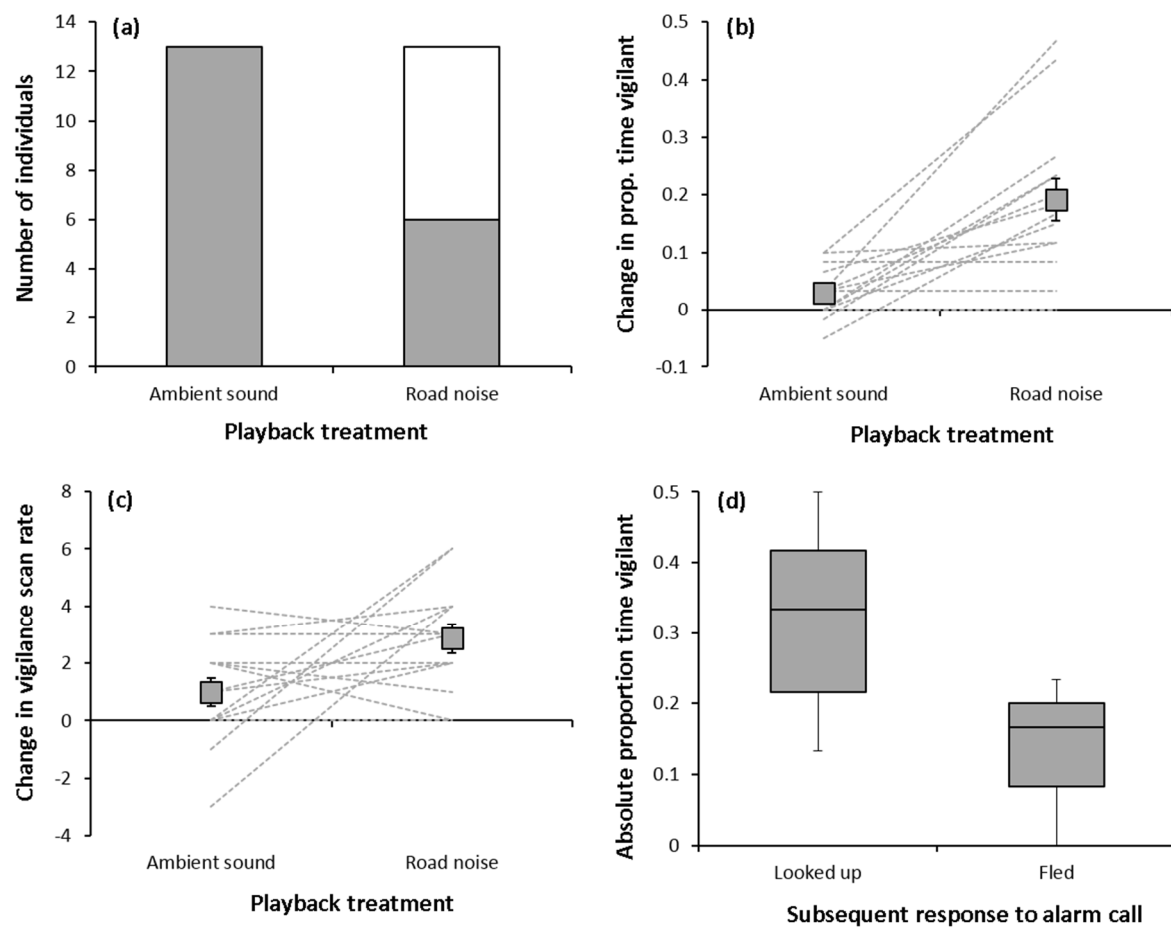 (a)
Number of individuals
14
12
10
8
6
4
2
0
Ambient sound
Road noise
Playback treatment
(b)
Change in prop. time vigilant
0.5
0.4
0.3
0.2
0.1
0
-0.1
Ambient sound
Road noise
Playback treatment
(c)
Change in vigilance scan rate
8
6
4
2
0
-2
-4
Ambient sound
Road noise
Playback treatment
(d)
Absolute proportion time vigilant
0.5
0.4
0.3
0.2
0.1
0
Looked up
Fled
Subsequent response to alarm call